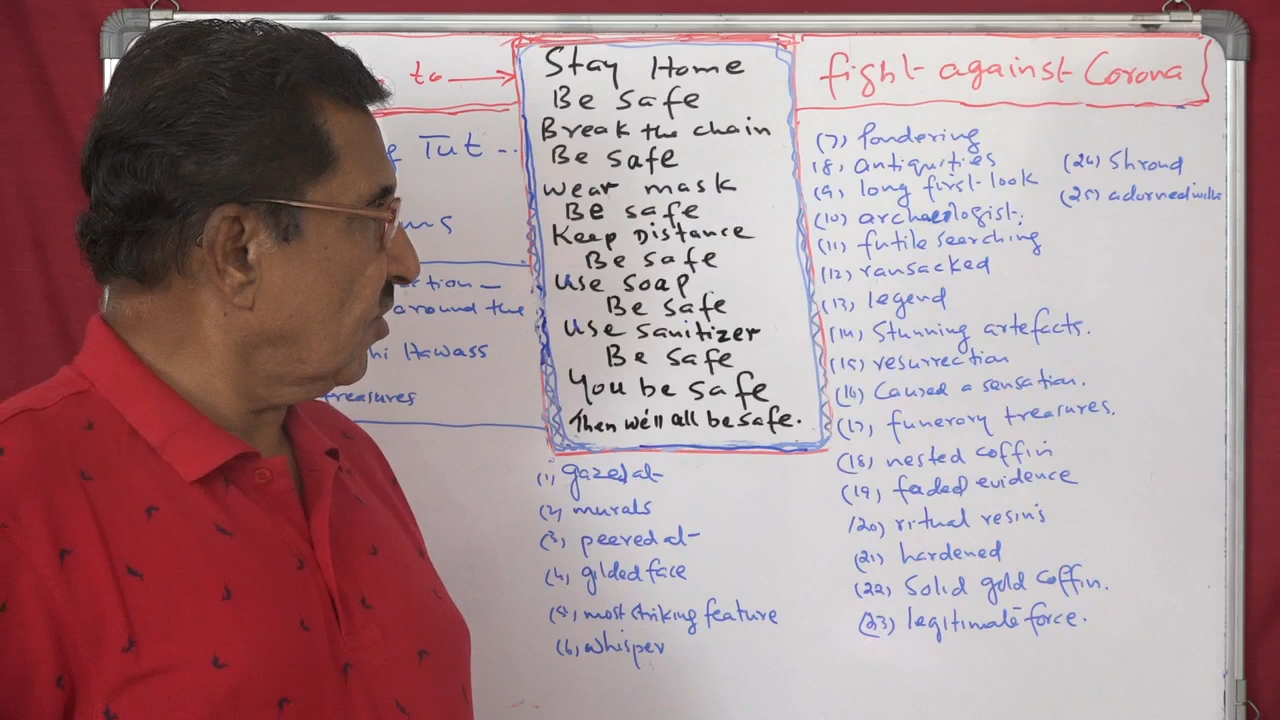 to →
fight against Corona
Stay Home
Be safe
Break the chain
Be safe
Wear mask
Be safe
Keep Distance
Be safe
Use soap
Be safe
Use sanitizer
Be safe
You be safe
Then we'll all be safe.
Tut --
ction -
around the
hi Hawass
treasures
(1) gazed at
(2) murals
(3) peered at
(4) gilded face
(5) most striking feature
(6) whisper
(7) pondering
(8) antiquities
(9) long first look
(10) archaeologist
(11) futile searching
(12) ransacked
(13) legend
(14) Stunning artefacts.
(15) resurrection
(16) Caused a sensation.
(17) funerary treasures.
(18) nested coffin
(19) faded evidence
(20) ritual resins
(21) hardened
(22) Solid gold coffin.
(23) legitimate force.
(24) Shroud
(25) adorned with